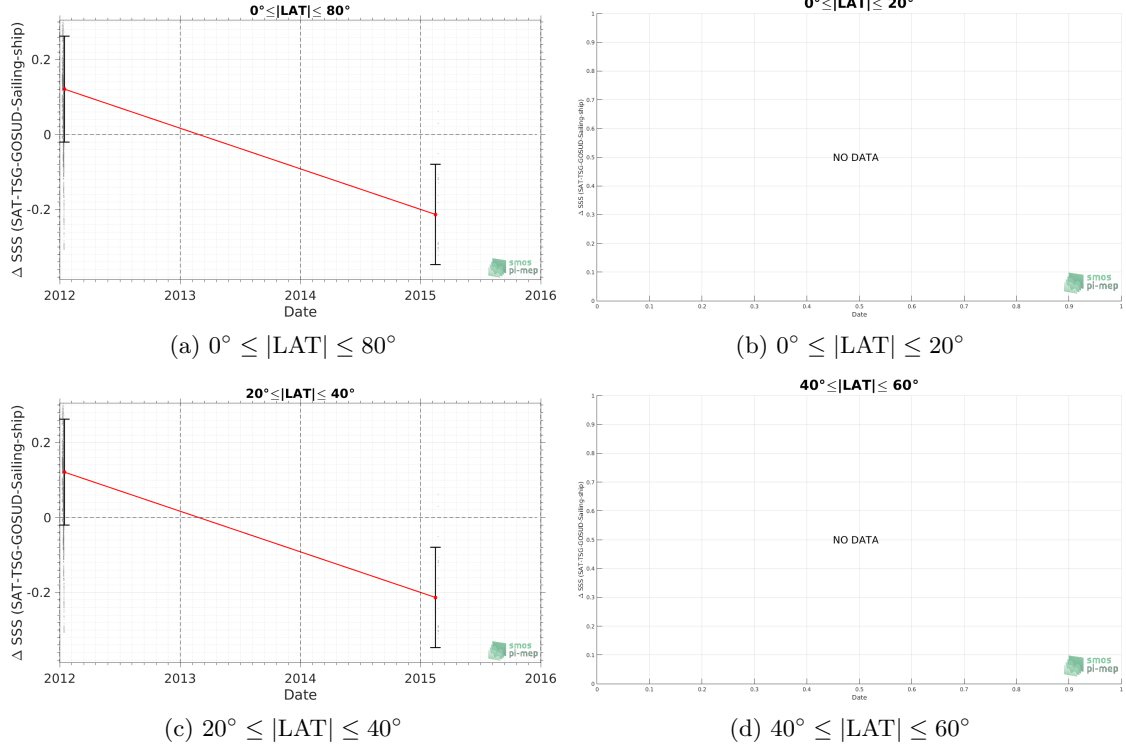 0°≤|LAT|≤ 80°
Δ SSS (SAT-TSG-GOSUD-Sailing-ship)
0.2
0
-0.2
2012 2013 2014 2015 2016
Date
smos
pi-mep
(a) 0° ≤ |LAT| ≤ 80°
0°≤|LAT|≤ 20°
Δ SSS (SAT-TSG-GOSUD-Sailing-ship)
1
0.9
0.8
0.7
0.6
0.5
0.4
0.3
0.2
0.1
0
NO DATA
0 0.1 0.2 0.3 0.4 0.5 0.6 0.7 0.8 0.9 1
Date
smos
pi-mep
(b) 0° ≤ |LAT| ≤ 20°
20°≤|LAT|≤ 40°
Δ SSS (SAT-TSG-GOSUD-Sailing-ship)
0.2
0
-0.2
2012 2013 2014 2015 2016
Date
smos
pi-mep
(c) 20° ≤ |LAT| ≤ 40°
40°≤|LAT|≤ 60°
Δ SSS (SAT-TSG-GOSUD-Sailing-ship)
1
0.9
0.8
0.7
0.6
0.5
0.4
0.3
0.2
0.1
0
NO DATA
0 0.1 0.2 0.3 0.4 0.5 0.6 0.7 0.8 0.9 1
Date
smos
pi-mep
(d) 40° ≤ |LAT| ≤ 60°